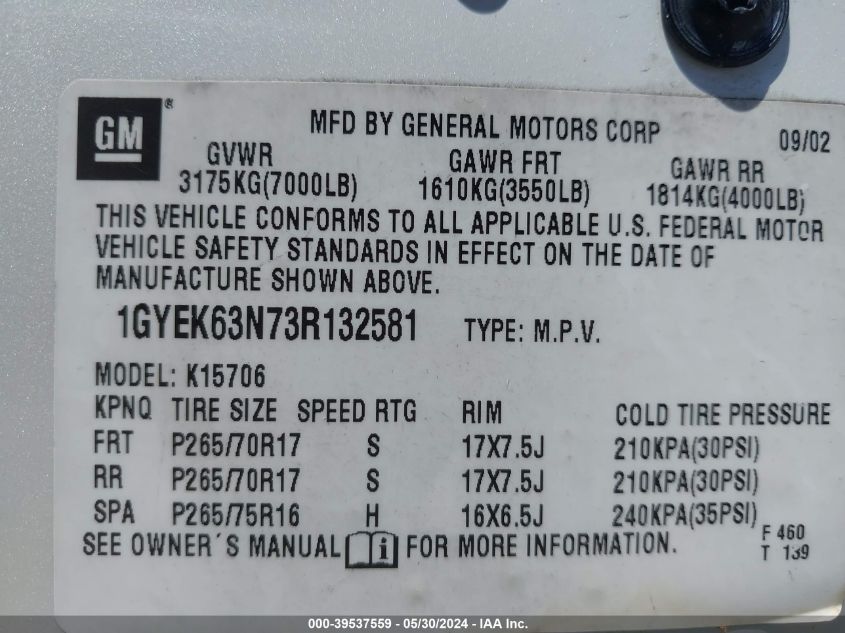 GM ®
MFD BY GENERAL MOTORS CORP 09/02
GVWR GAWR FRT GAWR RR
3175KG(7000LB) 1610KG(3550LB) 1814KG(4000LB)
THIS VEHICLE CONFORMS TO ALL APPLICABLE U.S. FEDERAL MOTOR
VEHICLE SAFETY STANDARDS IN EFFECT ON THE DATE OF
MANUFACTURE SHOWN ABOVE.
1GYEK63N73R132581 TYPE: M.P.V.
MODEL: K15706
KPNQ TIRE SIZE SPEED RTG RIM COLD TIRE PRESSURE
FRT P265/70R17 S 17X7.5J 210KPA(30PSI)
RR P265/70R17 S 17X7.5J 210KPA(30PSI)
SPA P265/75R16 H 16X6.5J 240KPA(35PSI)
SEE OWNER´S MANUAL i FOR MORE INFORMATION. F 460
T 139
000-39537559 / 05/30/2024 - IAA Inc.